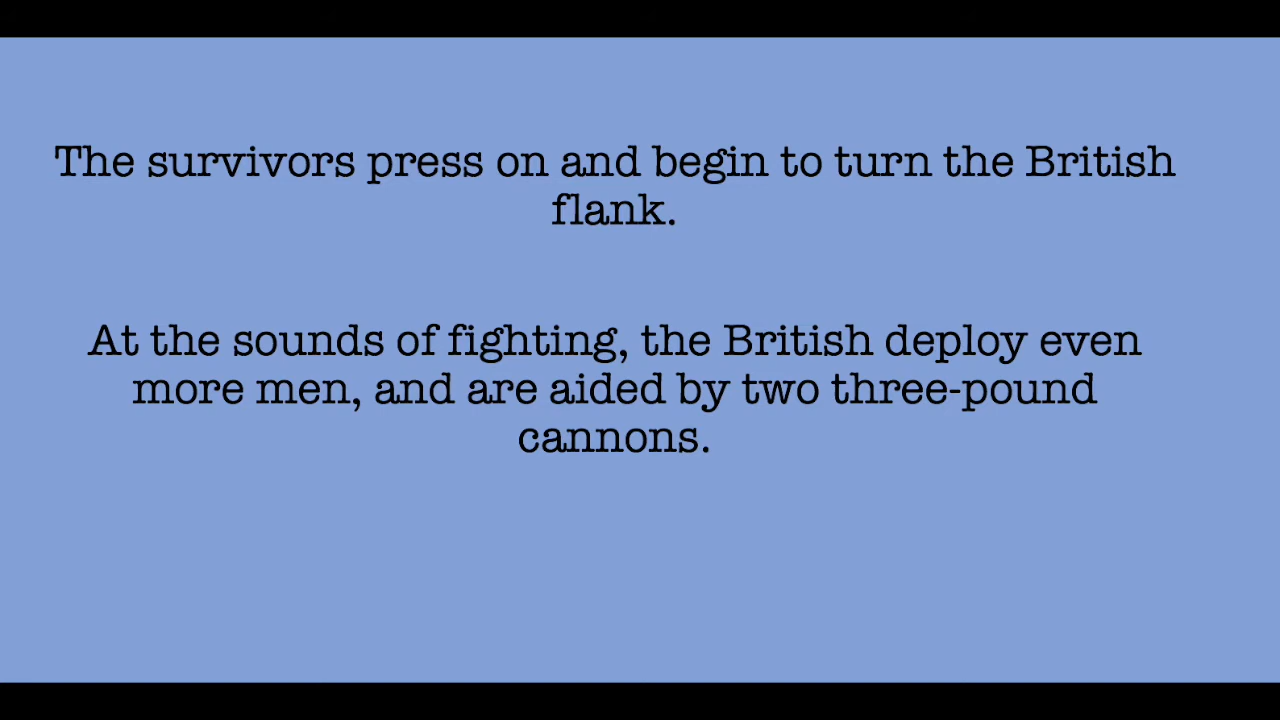 The survivors press on and begin to turn the British
flank.
At the sounds of fighting, the British deploy even
more men, and are aided by two three-pound
cannons.